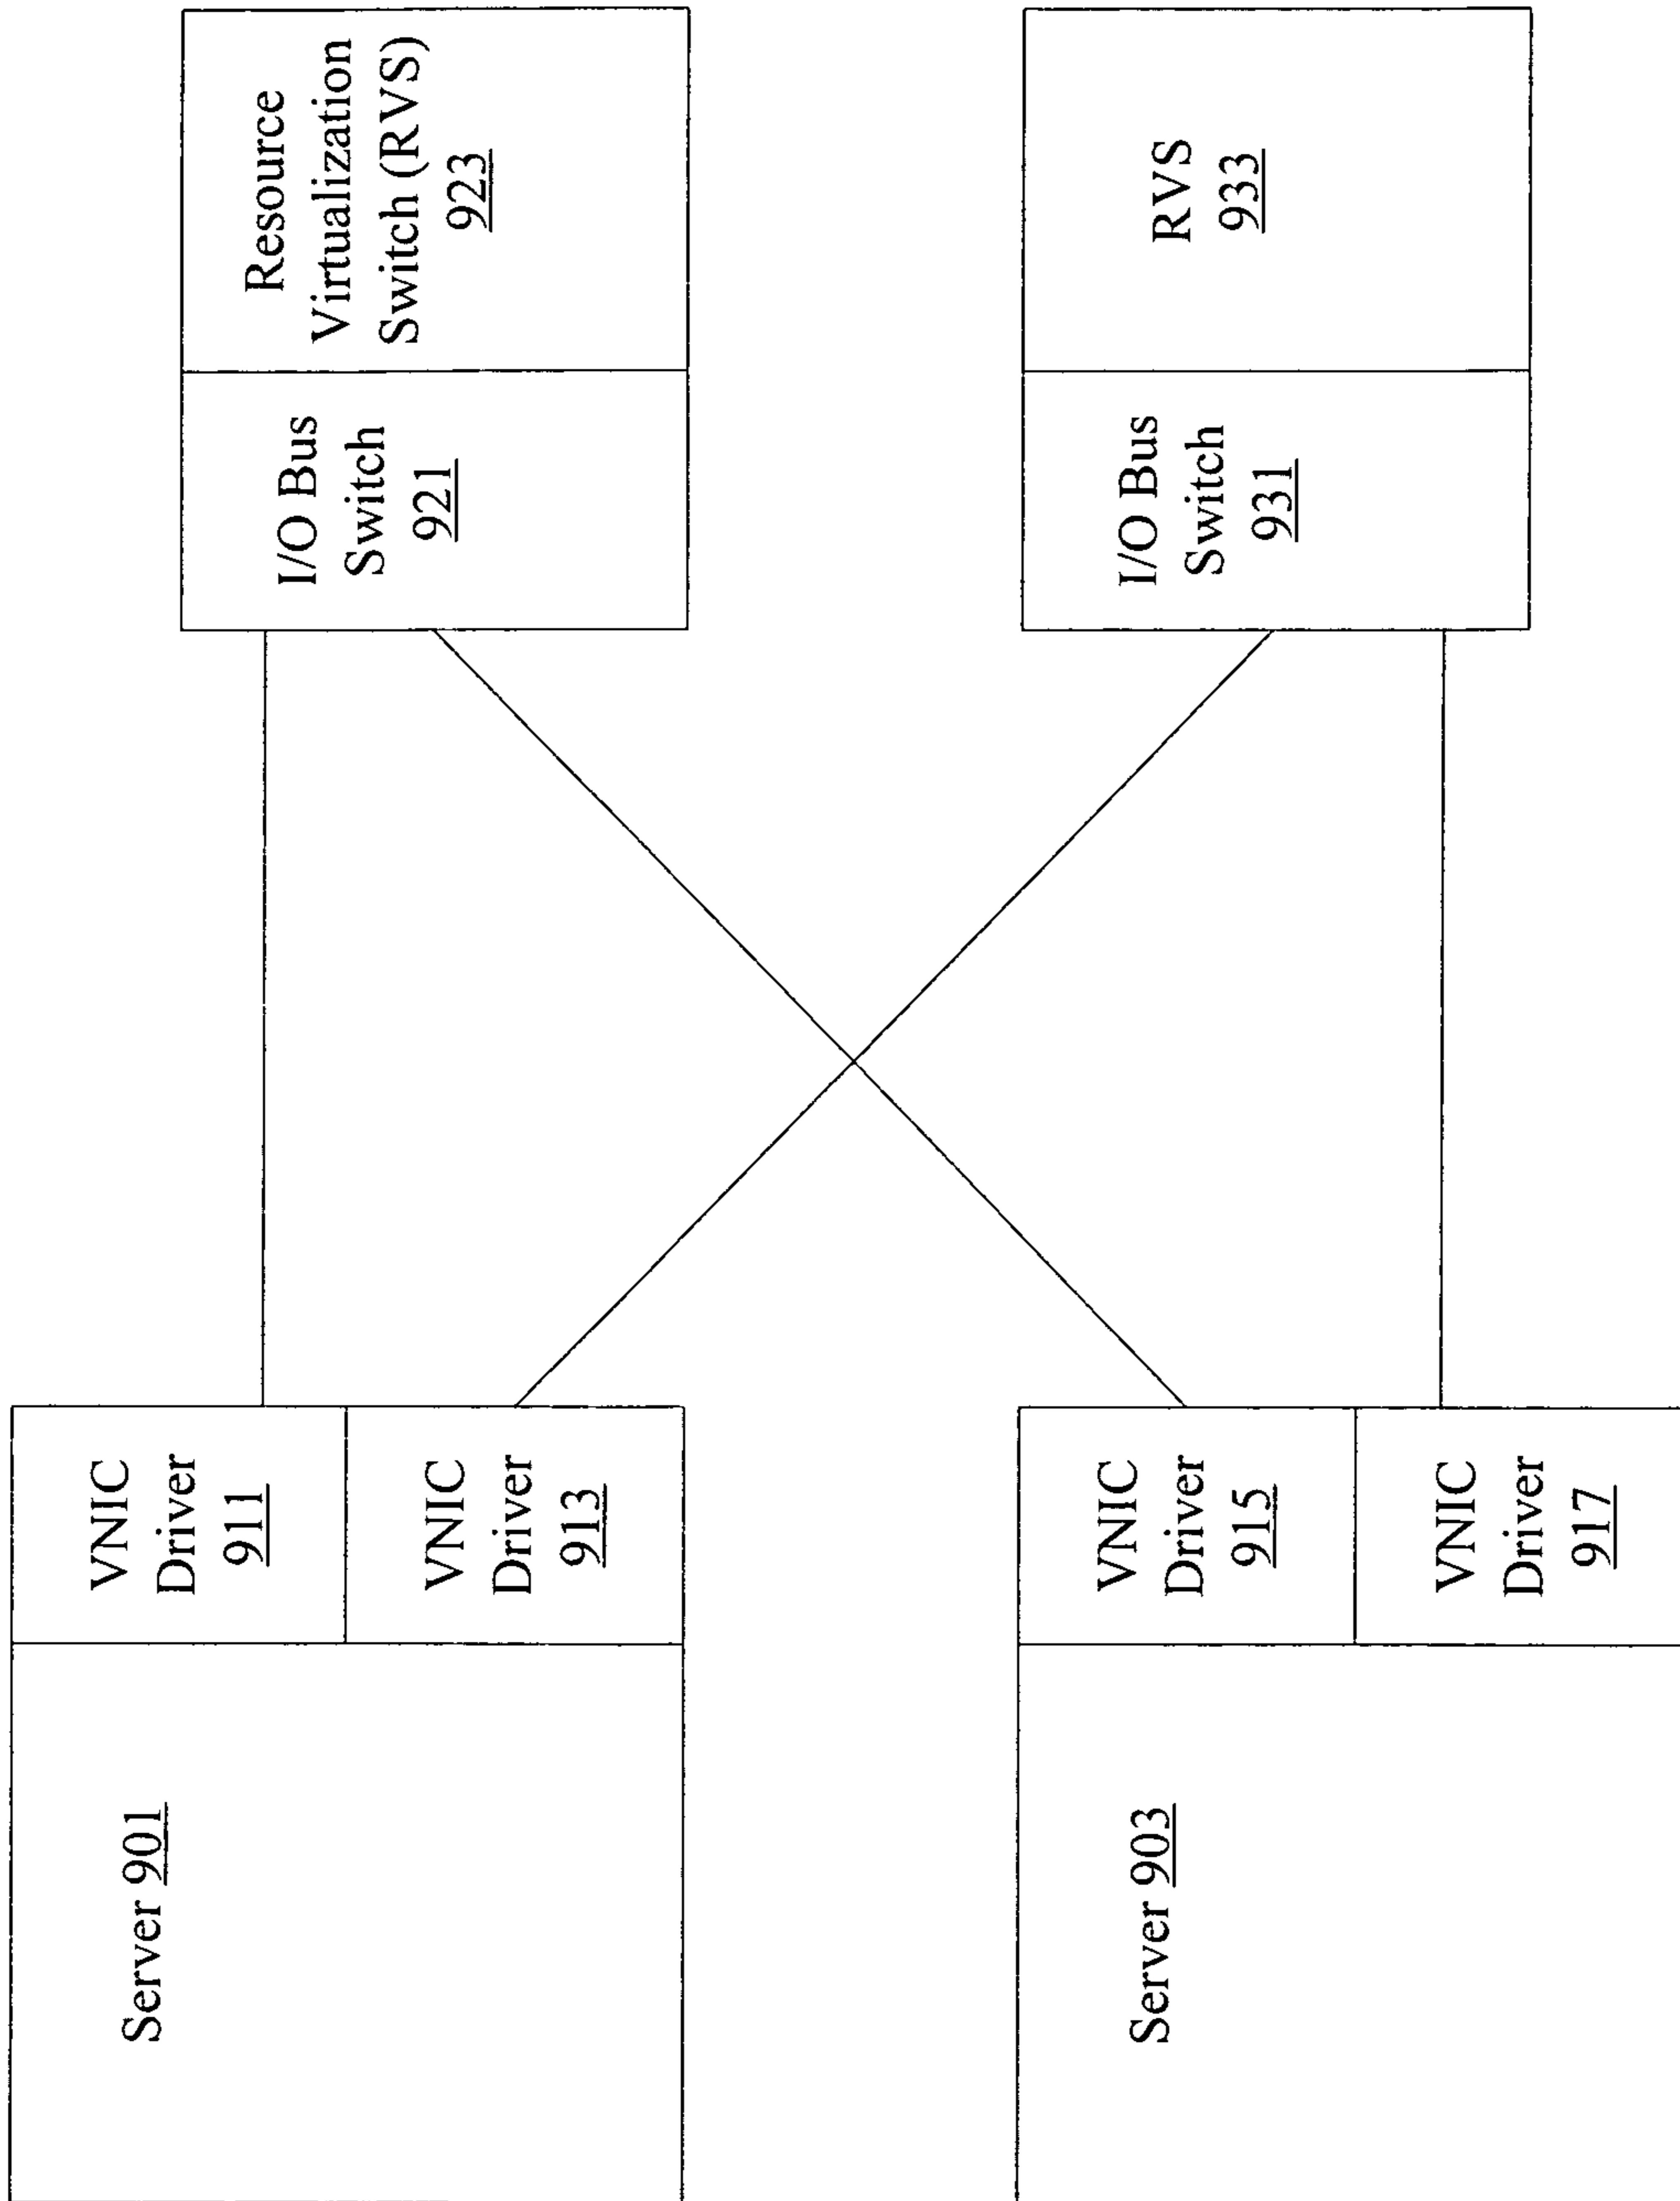 Server 901
VNIC
Driver
911
VNIC
Driver
913
I/O Bus
Switch
921
Resource
Virtualization
Switch (RVS)
923
Server 903
VNIC
Driver
915
VNIC
Driver
917
I/O Bus
Switch
931
RVS
933